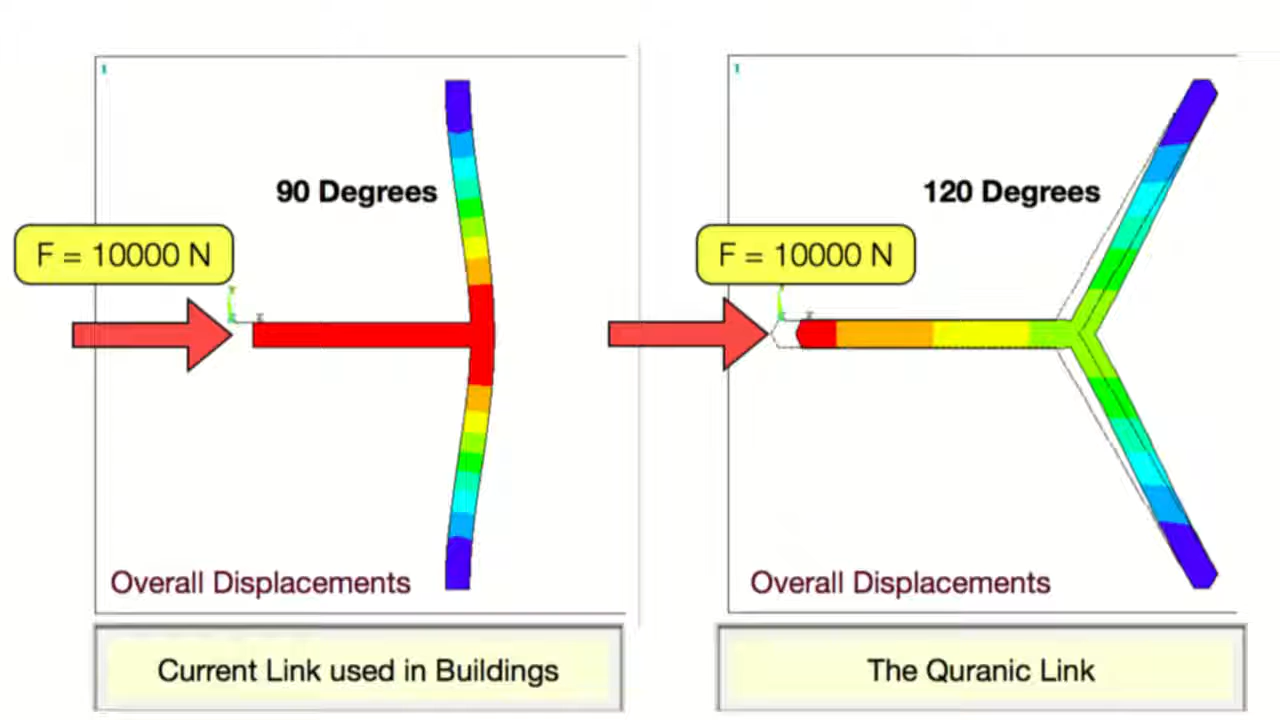 90 Degrees
F = 10000 N
Overall Displacements
Current Link used in Buildings
120 Degrees
F = 10000 N
Overall Displacements
The Quranic Link